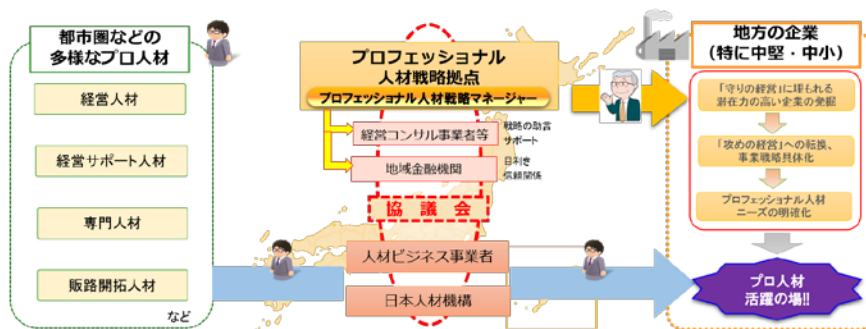 都市圏などの
多様なプロ人材
経営人材
経営サポート人材
専門人材
販路開拓人材
など
プロフェッショナル
人材戦略拠点
プロフェッショナル人材戦略マネージャー
経営コンサル事業者等
戦略の助言
サポート
地域金融機関
目利き
信頼関係
協議会
人材ビジネス事業者
日本人材機構
地方の企業
(特に中堅・中小)
「守りの経営」に埋もれる
潜在力の高い企業の発掘
「攻めの経営」への転換、
事業戦略具体化
プロフェッショナル人材
ニーズの明確化
プロ人材
活躍の場!!